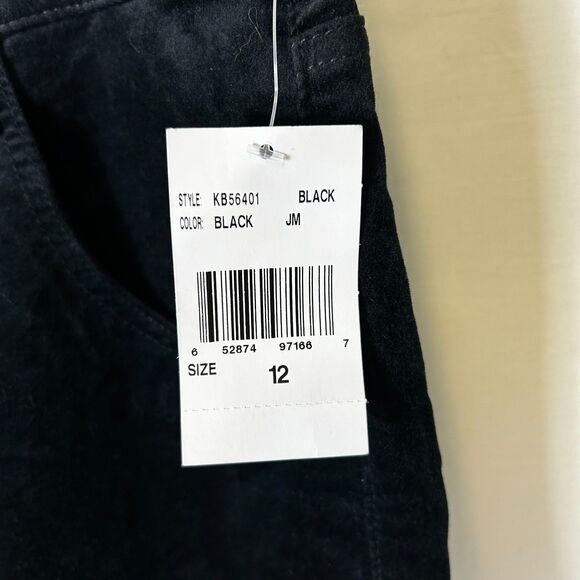 STYLE: KB56401 BLACK
COLOR: BLACK JM
6 52874 97166 7
SIZE 12